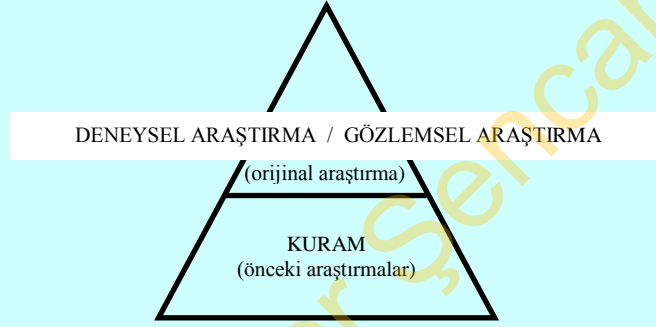 DENEYSEL ARAŞTIRMA / GÖZLEMSEL ARAŞTIRMA
(orijinal araştırma)
KURAM
(önceki araştırmalar)